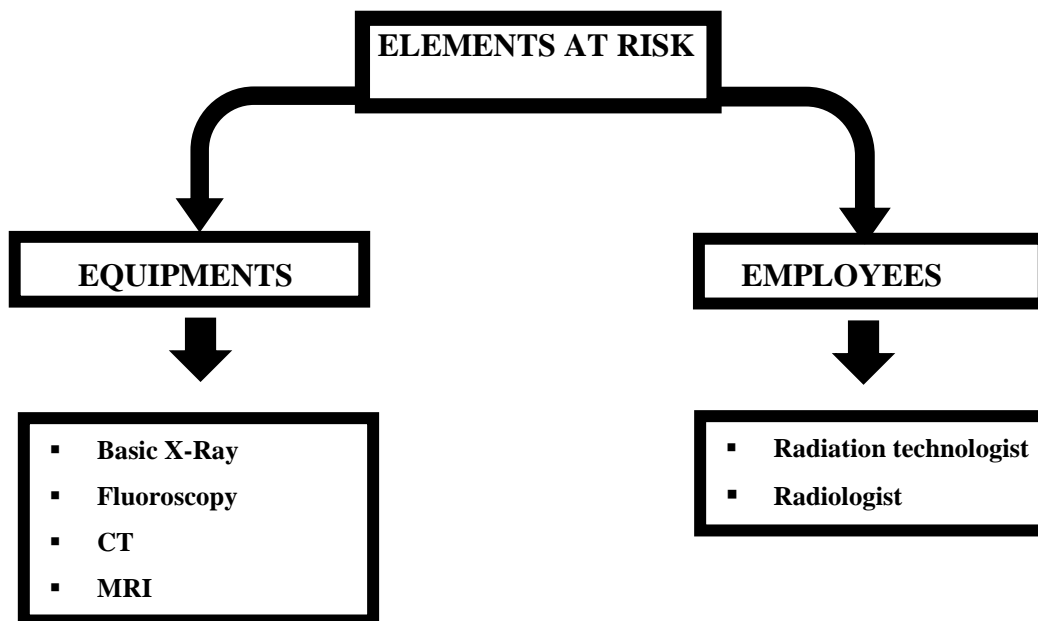 ELEMENTS AT RISK
EQUIPMENTS
EMPLOYEES
▪ Basic X-Ray
▪ Fluoroscopy
▪ CT
▪ MRI
▪ Radiation technologist
▪ Radiologist